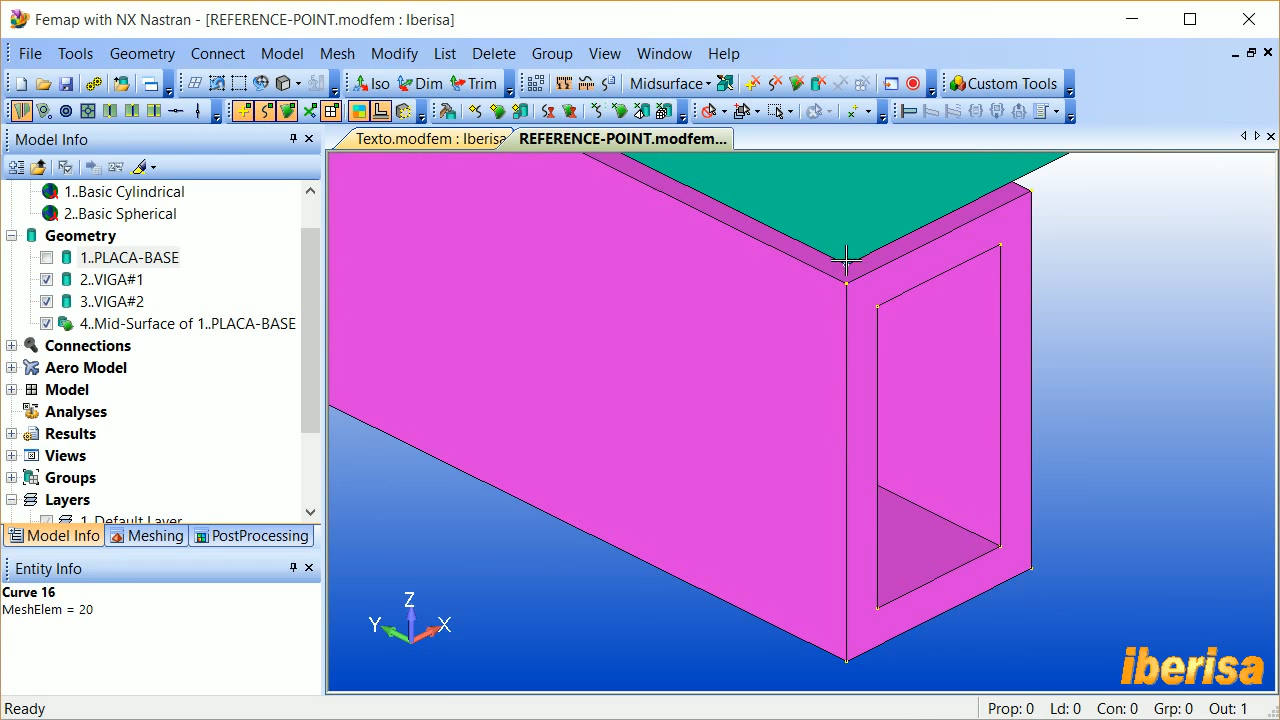 Femap with NX Nastran - [REFERENCE-POINT.modfem : Iberisa]
File Tools Geometry Connect Model Mesh Modify List Delete Group View Window Help
Iso Dim Trim Midsurface Custom Tools
Model Info
Texto.modfem : Iberisa
REFERENCE-POINT.modfem...
1..Basic Cylindrical
2..Basic Spherical
Geometry
1..PLACA-BASE
2..VIGA#1
3..VIGA#2
4..Mid-Surface of 1..PLACA-BASE
Connections
Aero Model
Model
Analyses
Results
Views
Groups
Layers
1..Default Layer
Model Info Meshing PostProcessing
Entity Info
Curve 16
MeshElem = 20
Z
Y X
iberisa
Ready Prop: 0 Ld: 0 Con: 0 Grp: 0 Out: 1